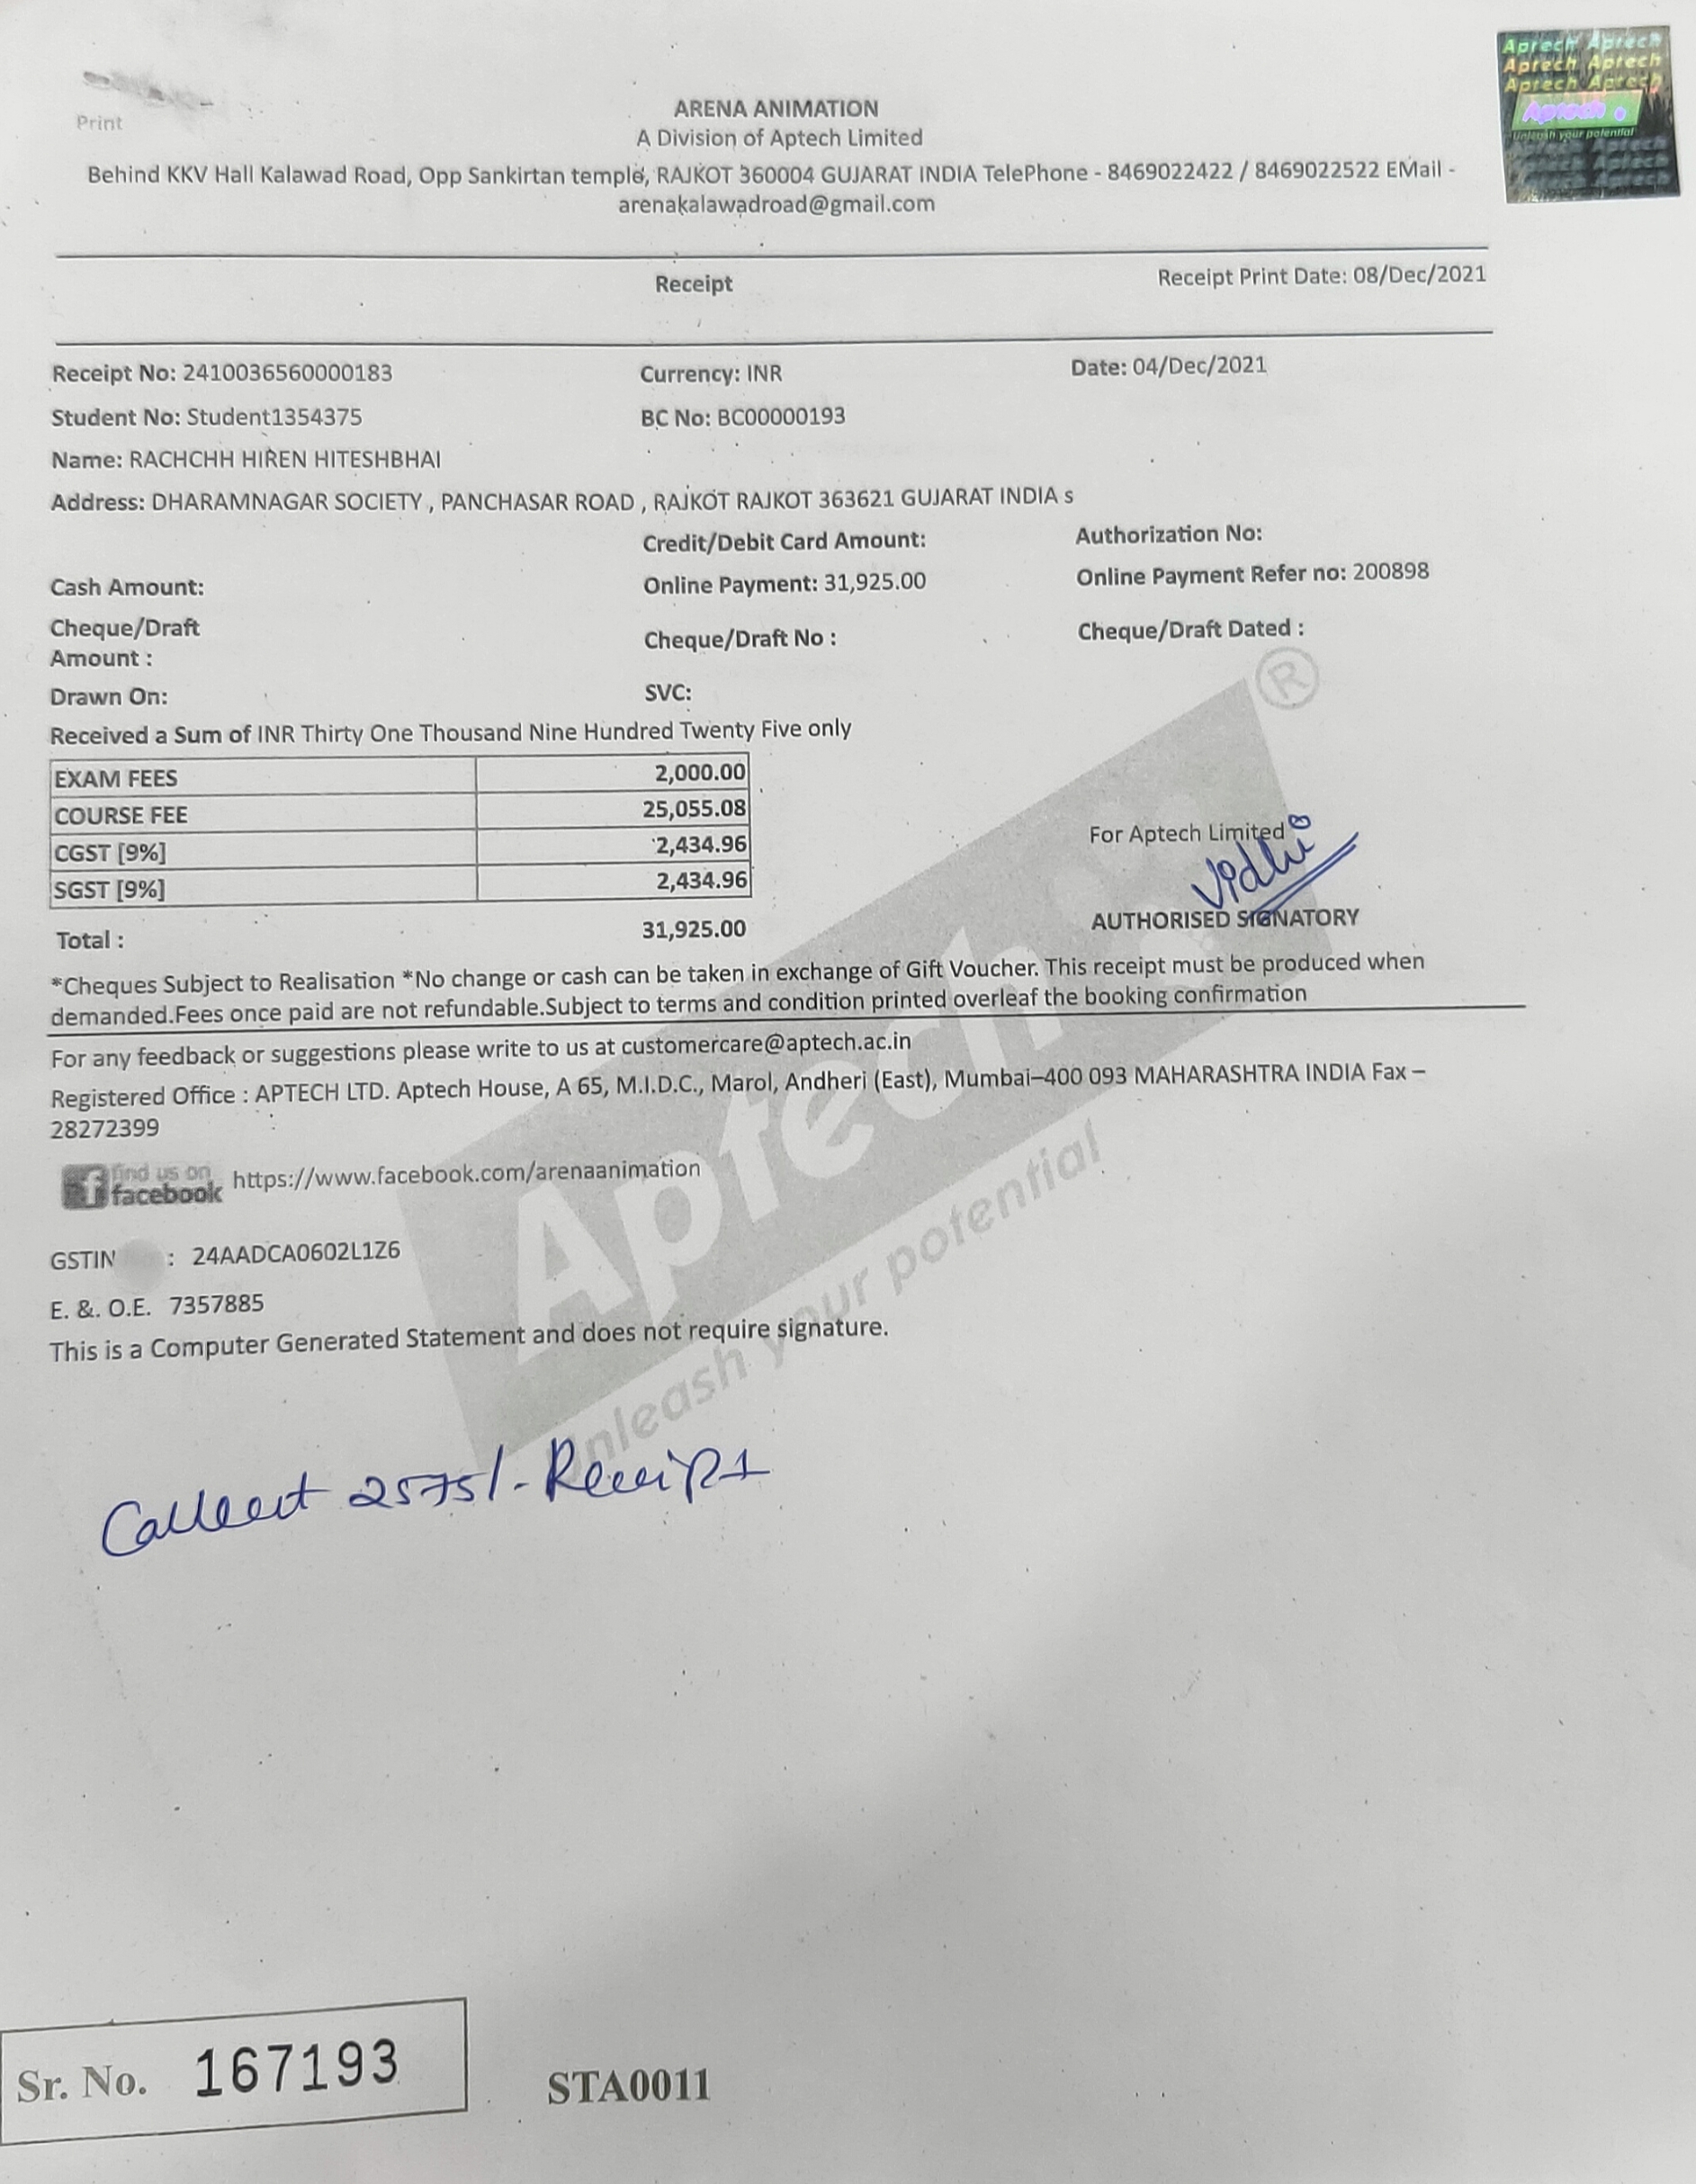 Aptech Aptech
Aptech Aptech
Aptech Aptech
Aptech
Unleash your potential
Aptech
Aptech Aptech
Aptech Aptech
Print
ARENA ANIMATION
A Division of Aptech Limited
Behind KKV Hall Kalawad Road, Opp Sankirtan temple, RAJKOT 360004 GUJARAT INDIA TelePhone - 8469022422 / 8469022522 EMail -
arenakalawadroad@gmail.com
Receipt
Receipt Print Date: 08/Dec/2021
Receipt No: 2410036560000183 Currency: INR Date: 04/Dec/2021
Student No: Student1354375 BC No: BC00000193
Name: RACHCHH HIREN HITESHBHAI
Address: DHARAMNAGAR SOCIETY , PANCHASAR ROAD , RAJKOT RAJKOT 363621 GUJARAT INDIA s
Credit/Debit Card Amount: Authorization No:
Cash Amount: Online Payment: 31,925.00 Online Payment Refer no: 200898
Cheque/Draft
Amount : Cheque/Draft No : Cheque/Draft Dated :
Drawn On: SVC:
Received a Sum of INR Thirty One Thousand Nine Hundred Twenty Five only
EXAM FEES 2,000.00
COURSE FEE 25,055.08
CGST [9%] 2,434.96
SGST [9%] 2,434.96
Total : 31,925.00
For Aptech Limited
Vidhi
AUTHORISED SIGNATORY
*Cheques Subject to Realisation *No change or cash can be taken in exchange of Gift Voucher. This receipt must be produced when
demanded.Fees once paid are not refundable.Subject to terms and condition printed overleaf the booking confirmation
For any feedback or suggestions please write to us at customercare@aptech.ac.in
Registered Office : APTECH LTD. Aptech House, A 65, M.I.D.C., Marol, Andheri (East), Mumbai–400 093 MAHARASHTRA INDIA Fax –
28272399
find us on
facebook https://www.facebook.com/arenaanimation
GSTIN : 24AADCA0602L1Z6
E. &. O.E. 7357885
This is a Computer Generated Statement and does not require signature.
Aptech ®
Unleash your potential
Collect 2575/- Receipt
Sr. No. 167193
STA0011